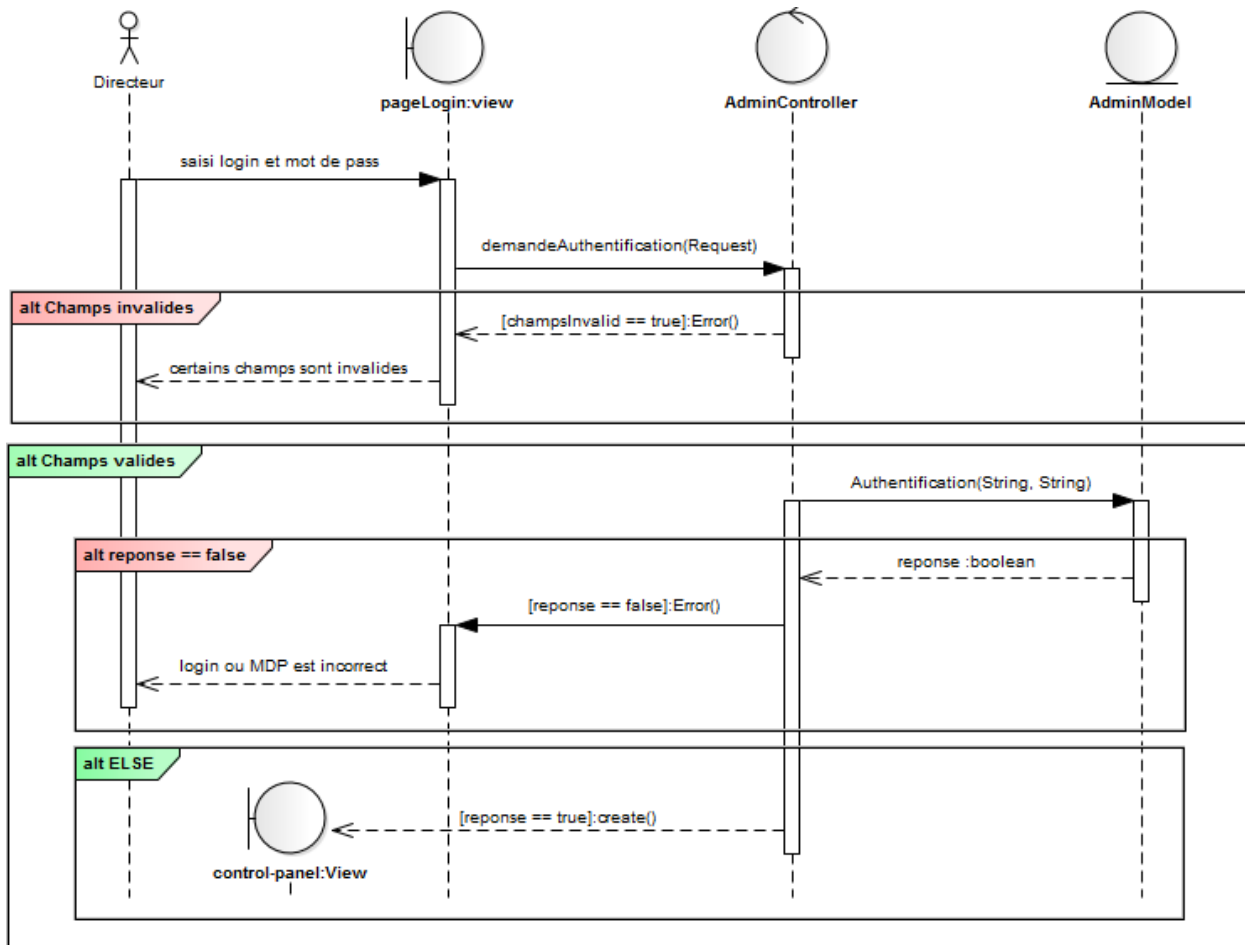 Directeur
pageLogin:view
AdminController
AdminModel
saisi login et mot de pass
demandeAuthentification(Request)
alt Champs invalides
[champsInvalid == true]:Error()
certains champs sont invalides
alt Champs valides
Authentification(String, String)
alt reponse == false
reponse :boolean
[reponse == false]:Error()
login ou MDP est incorrect
alt ELSE
[reponse == true]:create()
control-panel:View